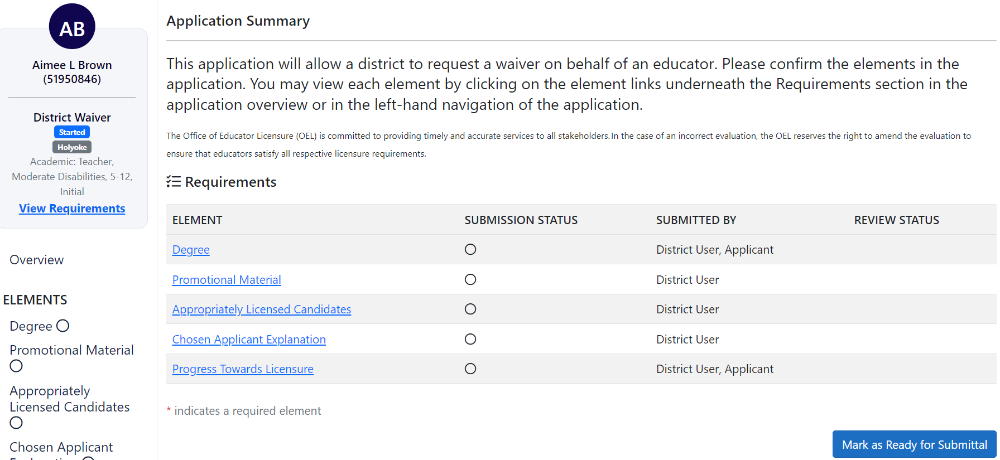 AB
Aimee L Brown
(51950846)
District Waiver
Started
Holyoke
Academic: Teacher,
Moderate Disabilities, 5-12,
Initial
View Requirements
Overview
ELEMENTS
Degree
Promotional Material
Appropriately
Licensed Candidates
Chosen Applicant
Application Summary
This application will allow a district to request a waiver on behalf of an educator. Please confirm the elements in the
application. You may view each element by clicking on the element links underneath the Requirements section in the
application overview or in the left-hand navigation of the application.
The Office of Educator Licensure (OEL) is committed to providing timely and accurate services to all stakeholders. In the case of an incorrect evaluation, the OEL reserves the right to amend the evaluation to
ensure that educators satisfy all respective licensure requirements.
Requirements
ELEMENT SUBMISSION STATUS SUBMITTED BY REVIEW STATUS
Degree District User, Applicant
Promotional Material District User
Appropriately Licensed Candidates District User
Chosen Applicant Explanation District User
Progress Towards Licensure District User, Applicant
* indicates a required element
Mark as Ready for Submittal